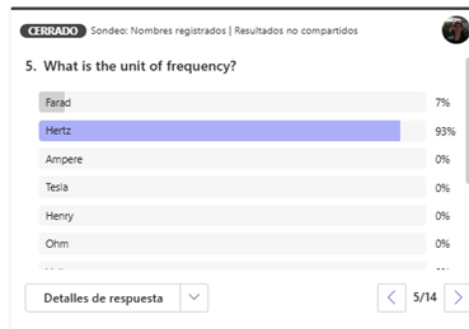 CERRADO Sondeo: Nombres registrados | Resultados no compartidos
5. What is the unit of frequency?
Farad 7%
Hertz 93%
Ampere 0%
Tesla 0%
Henry 0%
Ohm 0%
Detalles de respuesta 5/14